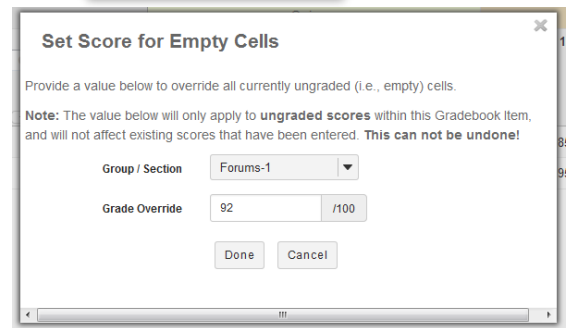 Set Score for Empty Cells
Provide a value below to override all currently ungraded (i.e., empty) cells.
Note: The value below will only apply to ungraded scores within this Gradebook Item,
and will not affect existing scores that have been entered. This can not be undone!
Group / Section Forums-1
Grade Override 92 /100
Done Cancel